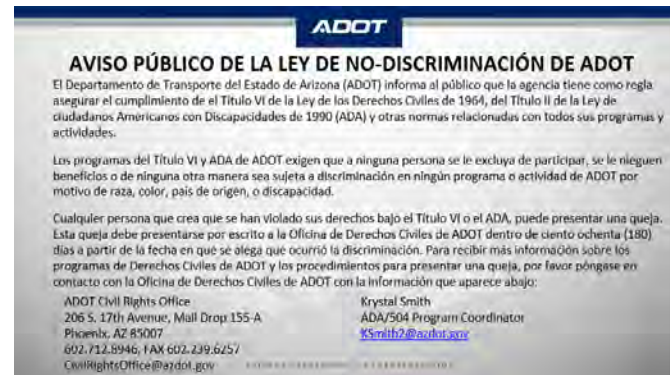 ADOT
AVISO PÚBLICO DE LA LEY DE NO-DISCRIMINACIÓN DE ADOT
El Departamento de Transporte del Estado de Arizona (ADOT) informa al público que la agencia tiene como regla
asegurar el cumplimiento de el Titulo VI de la Ley de los Derechos Civiles de 1964, del Titulo II de la Ley de
ciudadanos Americanos con Discapacidades de 1990 (ADA) y otras normas relacionadas con todos sus programas y
actividades.
Los programas del Titulo VI y ADA de ADOT exigen que a ninguna persona se le excluya de participar, se le nieguen
beneficios o de ninguna otra manera sea sujeta a discriminación en ningún programa o actividad de ADOT por
motivo de raza, color, país de origen, o discapacidad.
Cualquier persona que crea que se han violado sus derechos bajo el Titulo VI o el ADA, puede presentar una queja.
Esta queja debe presentarse por escrito a la Oficina de Derechos Civiles de ADOT dentro de ciento ochenta (180)
días a partir de la fecha en que se alega que ocurrió la discriminación. Para recibir más información sobre los
programas de Derechos Civiles de ADOT y los procedimientos para presentar una queja, por favor póngase en
contacto con la Oficina de Derechos Civiles de ADOT con la información que aparece abajo:
ADOT Civil Rights Office
206 S. 17th Avenue, Mail Drop 155-A
Phoenix, AZ 85007
602.712.8946, FAX 602.239.6257
CivilRightsOffice@azdot.gov
Krystal Smith
ADA/504 Program Coordinator
KSmith2@azdot.gov